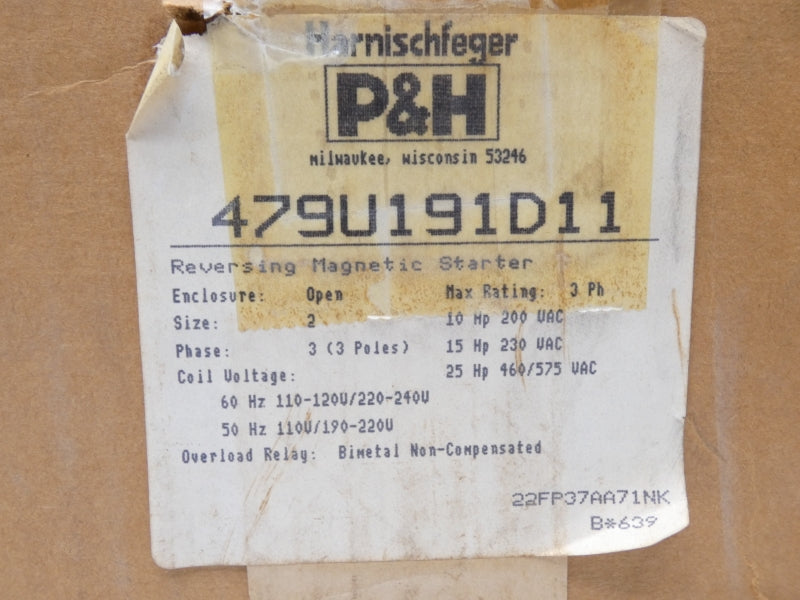 Harnischfeger
P&H
milwaukee, wisconsin 53246
479U191D11
Reversing Magnetic Starter
Enclosure: Open Max Rating: 3 Ph
Size: 2 10 Hp 200 VAC
Phase: 3 (3 Poles) 15 Hp 230 VAC
Coil Voltage: 25 Hp 460/575 VAC
60 Hz 110-120V/220-240V
50 Hz 110V/190-220V
Overload Relay: Bimetal Non-Compensated
22FP37AA71NK
B*639